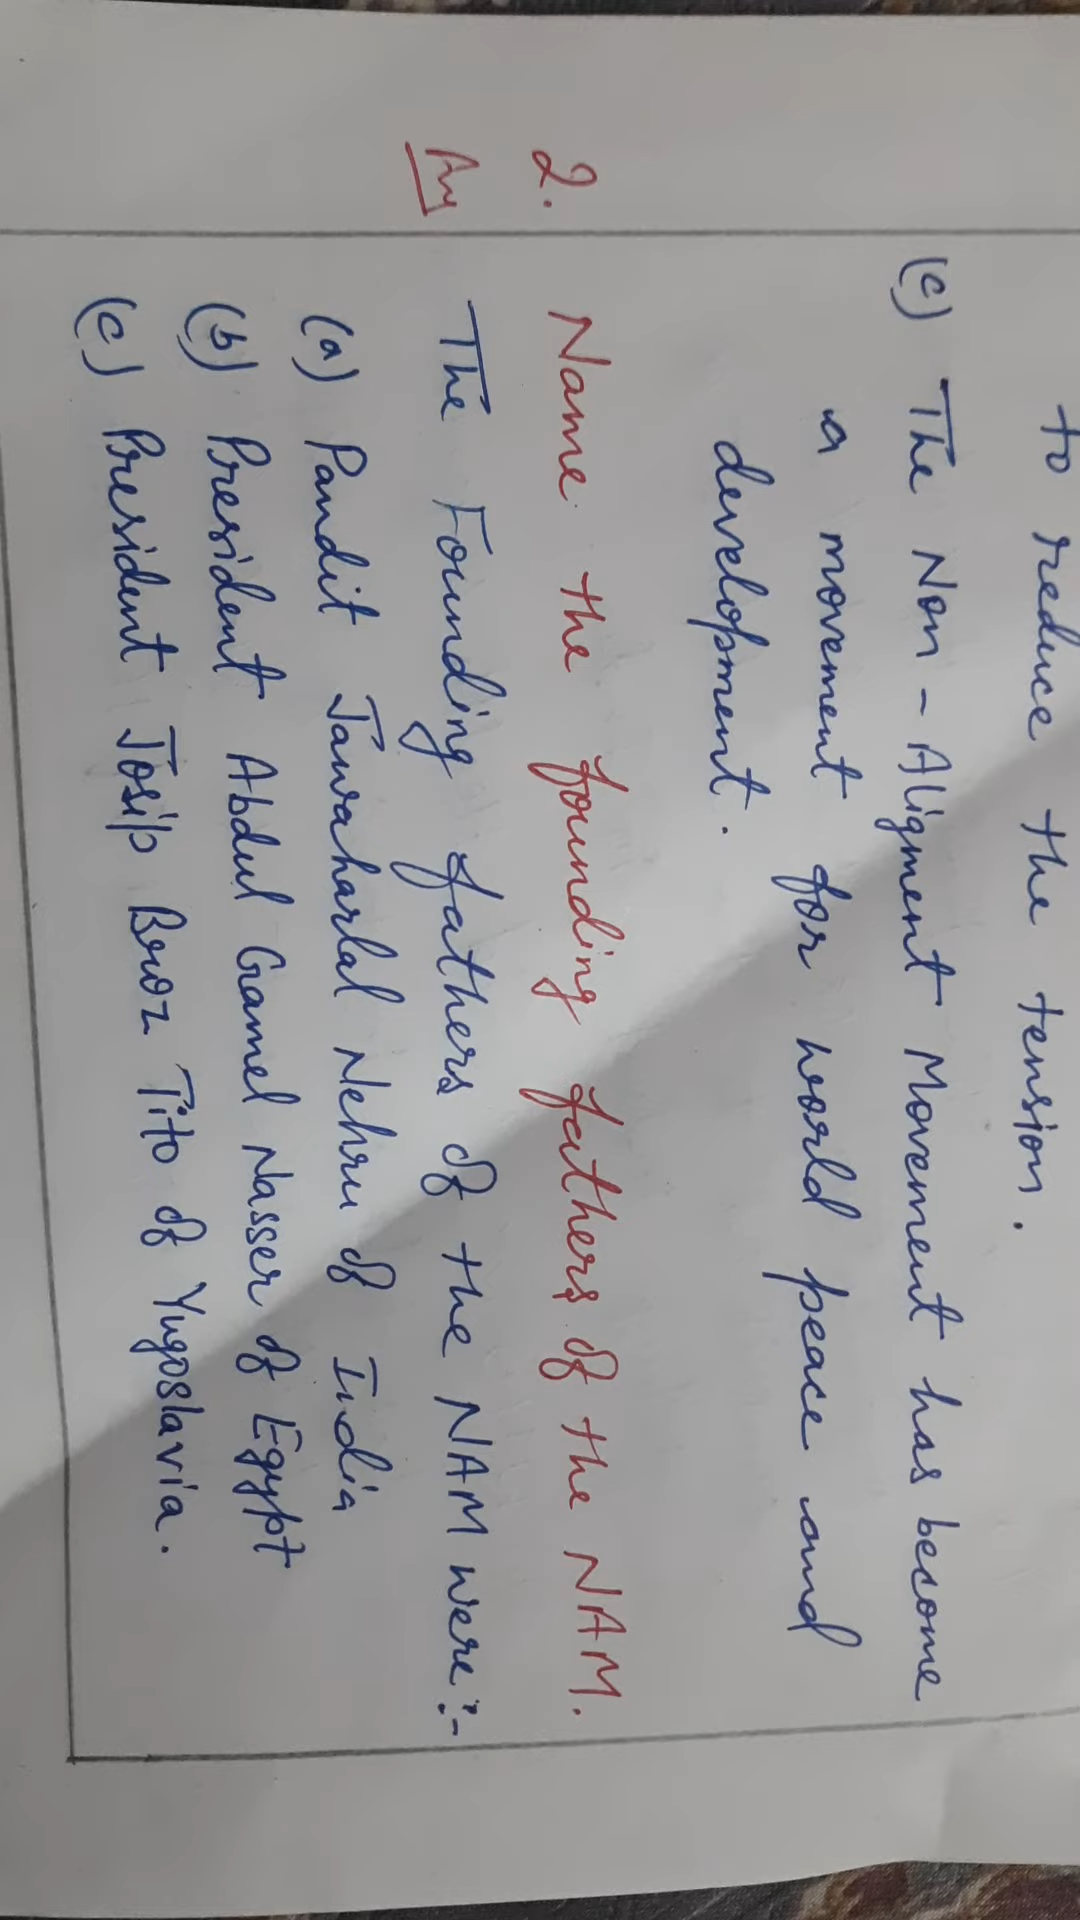 to reduce the tension.
(c) The Non-Aligment Movement has become
a movement for world peace and
development.
2. Name the founding fathers of the NAM.
Ans The Founding fathers of the NAM were:-
(a) Pandit Jawaharlal Nehru of India
(b) President Abdul Gamel Nasser of Egypt
(c) President Josip Broz Tito of Yugoslavia.